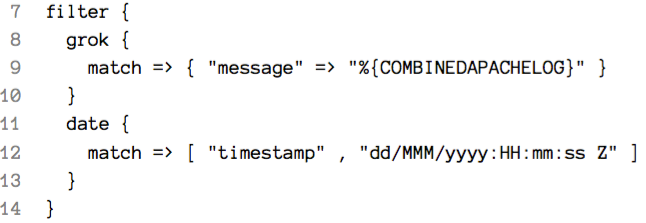 7 filter {
8   grok {
9     match => { "message" => "%{COMBINEDAPACHELOG}" }
10   }
11   date {
12     match => [ "timestamp" , "dd/MMM/yyyy:HH:mm:ss Z" ]
13   }
14 }